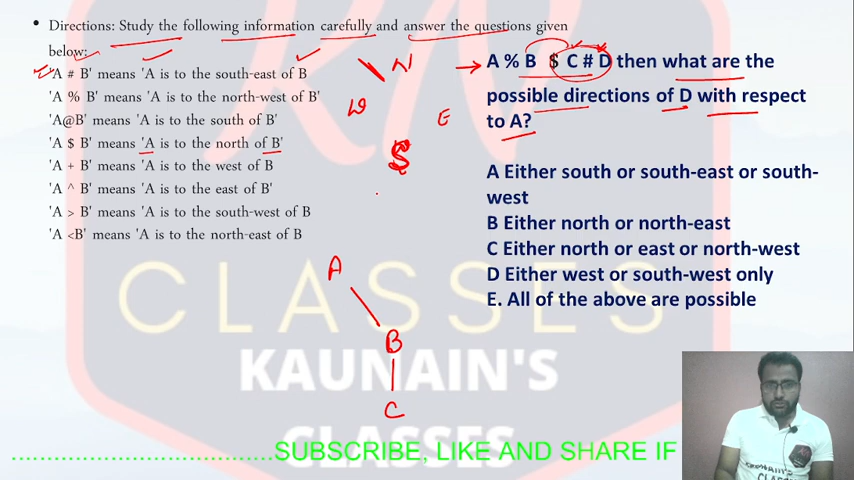 • Directions: Study the following information carefully and answer the questions given
below:
'A # B' means 'A is to the south-east of B
'A % B' means 'A is to the north-west of B'
'A@B' means 'A is to the south of B'
'A $ B' means 'A is to the north of B'
'A + B' means 'A is to the west of B
'A ^ B' means 'A is to the east of B'
'A > B' means 'A is to the south-west of B
'A <B' means 'A is to the north-east of B
N
W
E
S
A % B $ C # D then what are the
possible directions of D with respect
to A?
A Either south or south-east or south-
west
B Either north or north-east
C Either north or east or north-west
D Either west or south-west only
E. All of the above are possible
A
B
C
CLASSES
KAUNAIN'S
CLASSES
KAUNAIN'S
CLASSES
....................................SUBSCRIBE, LIKE AND SHARE IF